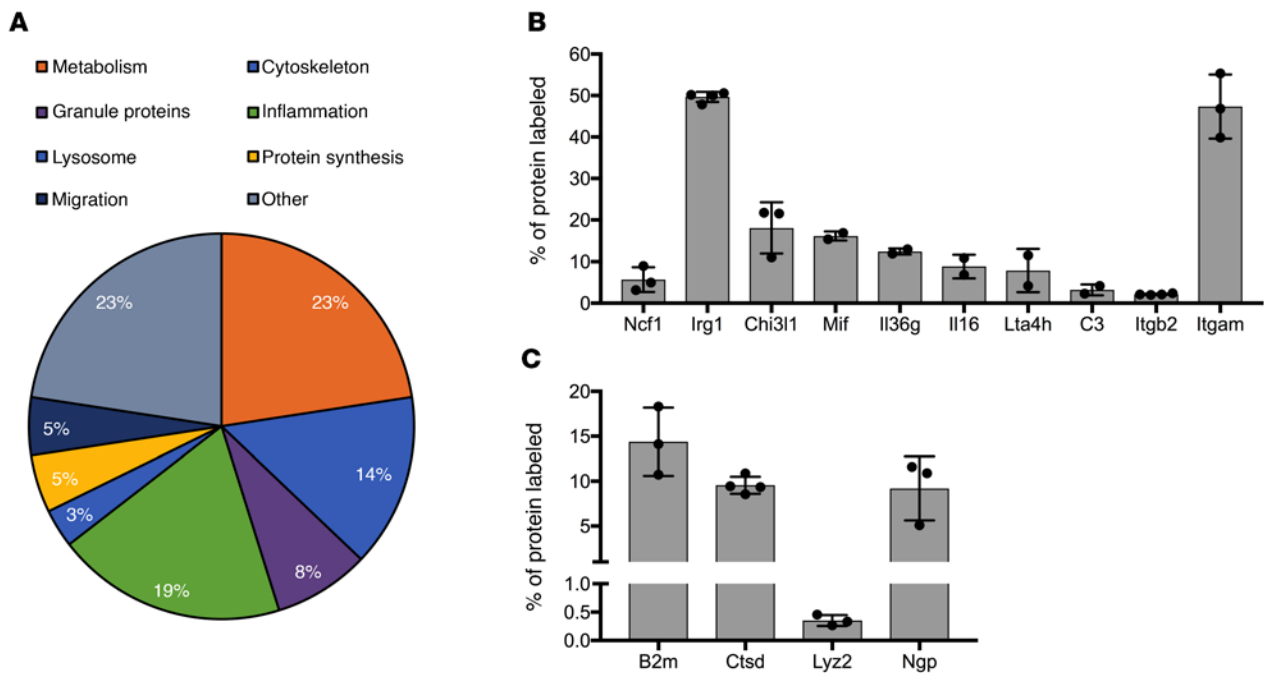 A
Metabolism
Cytoskeleton
Granule proteins
Inflammation
Lysosome
Protein synthesis
Migration
Other
23%
23%
5%
14%
5%
3%
8%
19%
B
% of protein labeled
60
50
40
30
20
10
0
Ncf1 Irg1 Chi3l1 Mif Il36g Il16 Lta4h C3 Itgb2 Itgam
C
% of protein labeled
20
15
10
5
1.0
0.5
0.0
B2m Ctsd Lyz2 Ngp